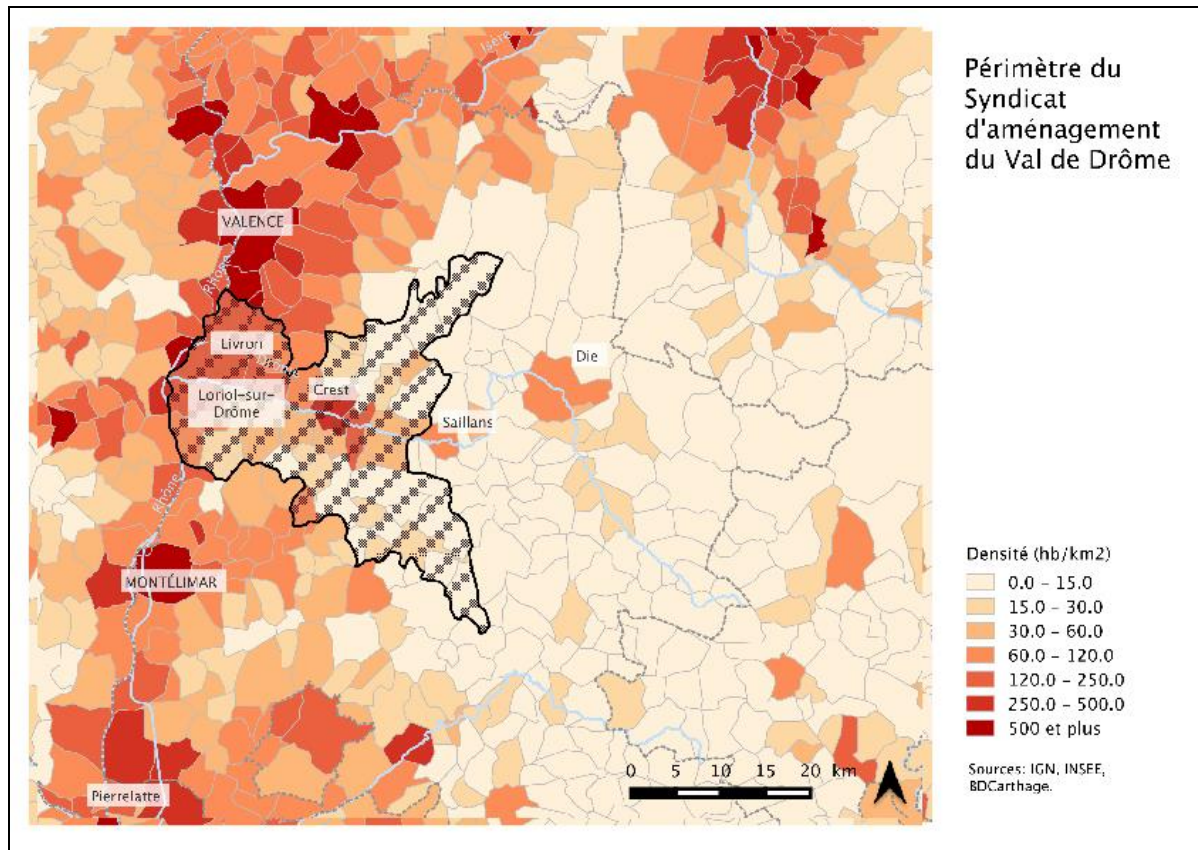 Périmètre du
Syndicat
d'aménagement
du Val de Drôme
Isère
VALENCE
Rhône
Livron
Drôme
Die
Crest
Loriol-sur-
Drôme
Saillans
Rhône
MONTÉLIMAR
Pierrelatte
Densité (hb/km2)
0.0 – 15.0
15.0 – 30.0
30.0 – 60.0
60.0 – 120.0
120.0 – 250.0
250.0 – 500.0
500 et plus
0 5 10 15 20 km
Sources: IGN, INSEE,
BDCarthage.